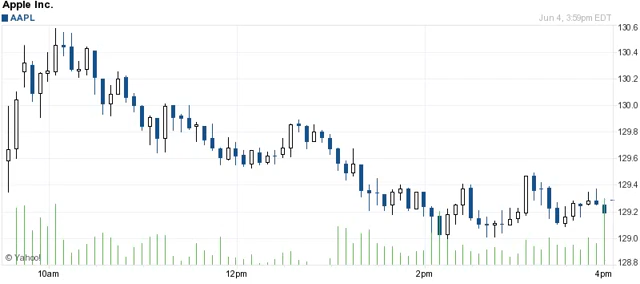 Apple Inc.
AAPL
Jun 4, 3:59pm EDT
130.6
130.4
130.2
130.0
129.8
129.6
129.4
129.2
129.0
128.8
© Yahoo!
10am
12pm
2pm
4pm